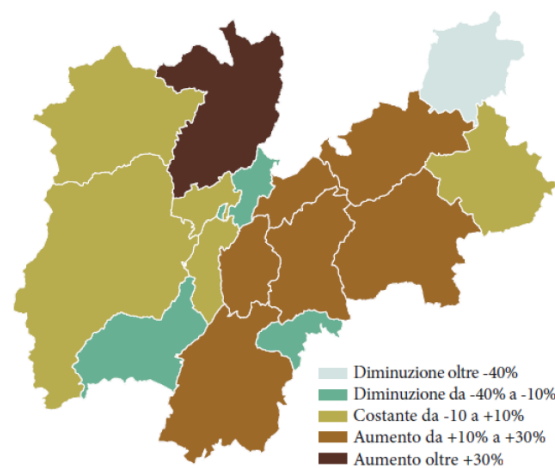 Diminuzione oltre -40%
Diminuzione da -40% a -10%
Costante da -10 a +10%
Aumento da +10% a +30%
Aumento oltre +30%